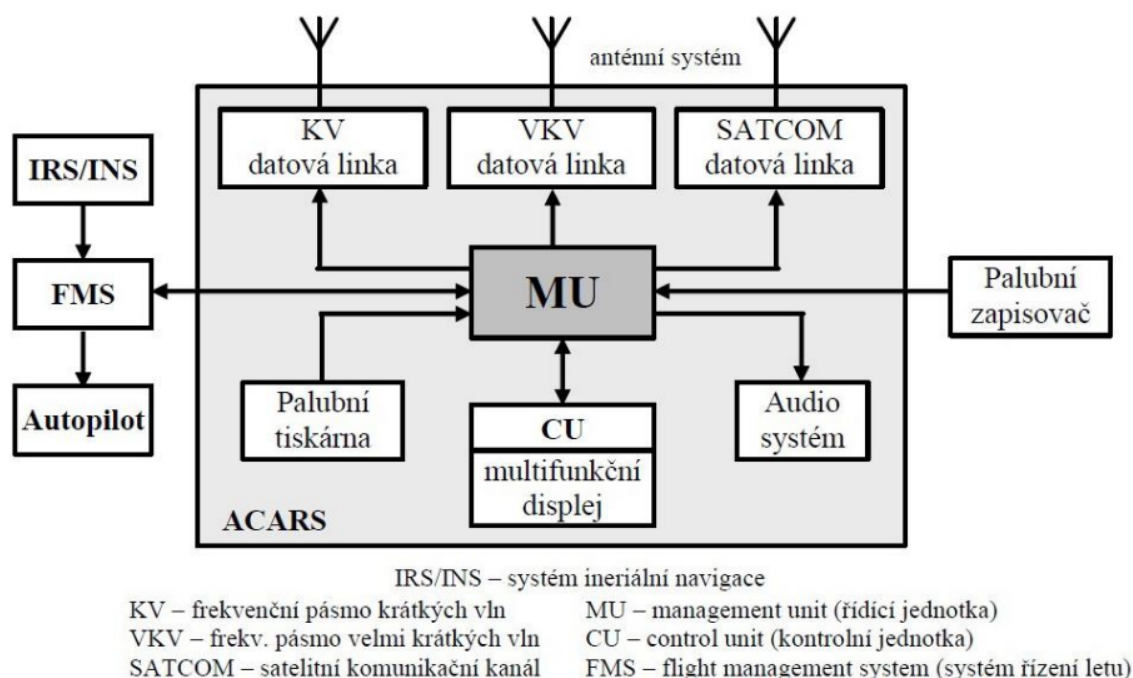 anténní systém
KV
datová linka
VKV
datová linka
SATCOM
datová linka
IRS/INS
FMS
MU
Palubní
zapisovač
Autopilot
Palubní
tiskárna
CU
multifunkční
displej
Audio
systém
ACARS
IRS/INS – systém ineriální navigace
KV – frekvenční pásmo krátkých vln
MU – management unit (řídící jednotka)
VKV – frekv. pásmo velmi krátkých vln
CU – control unit (kontrolní jednotka)
SATCOM – satelitní komunikační kanál
FMS – flight management system (systém řízení letu)